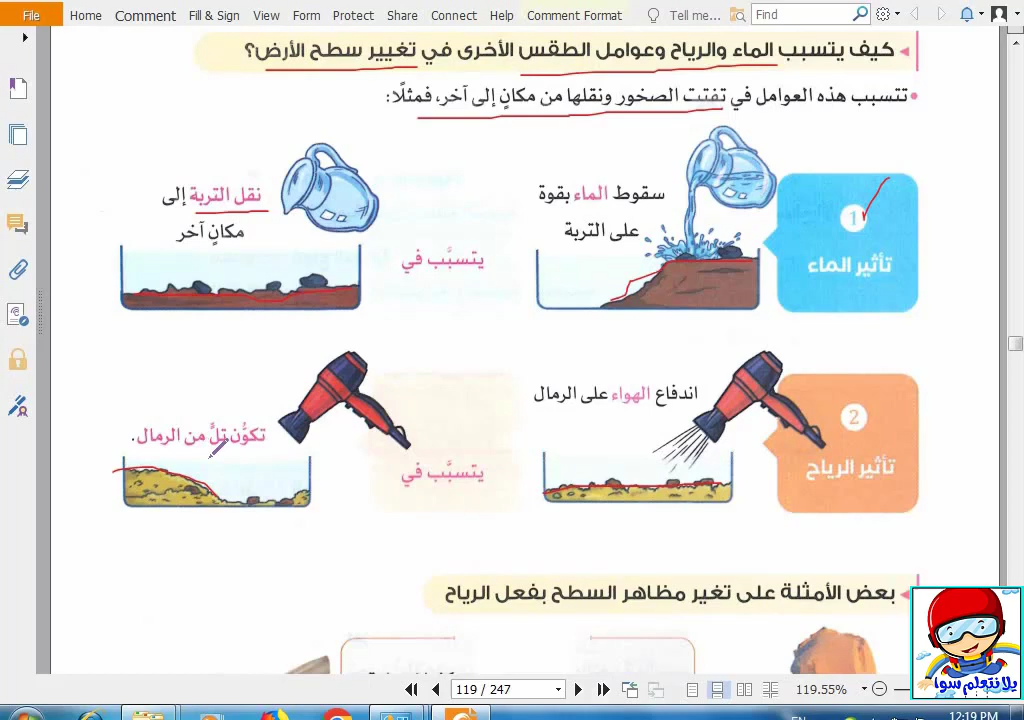 File Home Comment Fill & Sign View Form Protect Share Connect Help Comment Format Tell me... Find
كيف يتسبب الماء والرياح وعوامل الطقس الأخرى في تغيير سطح الأرض؟
تتسبب هذه العوامل في تفتت الصخور ونقلها من مكانٍ إلى آخر، فمثلًا:
1
تأثير الماء
سقوط الماء بقوة
على التربة
يتسبَّب في
نقل التربة إلى
مكانٍ آخر
2
تأثير الرياح
اندفاع الهواء على الرمال
يتسبَّب في
تكوُّن تلٍّ من الرمال.
بعض الأمثلة على تغير مظاهر السطح بفعل الرياح
يلا نتعلم سوا
119 / 247
119.55%
EN
12:19 PM